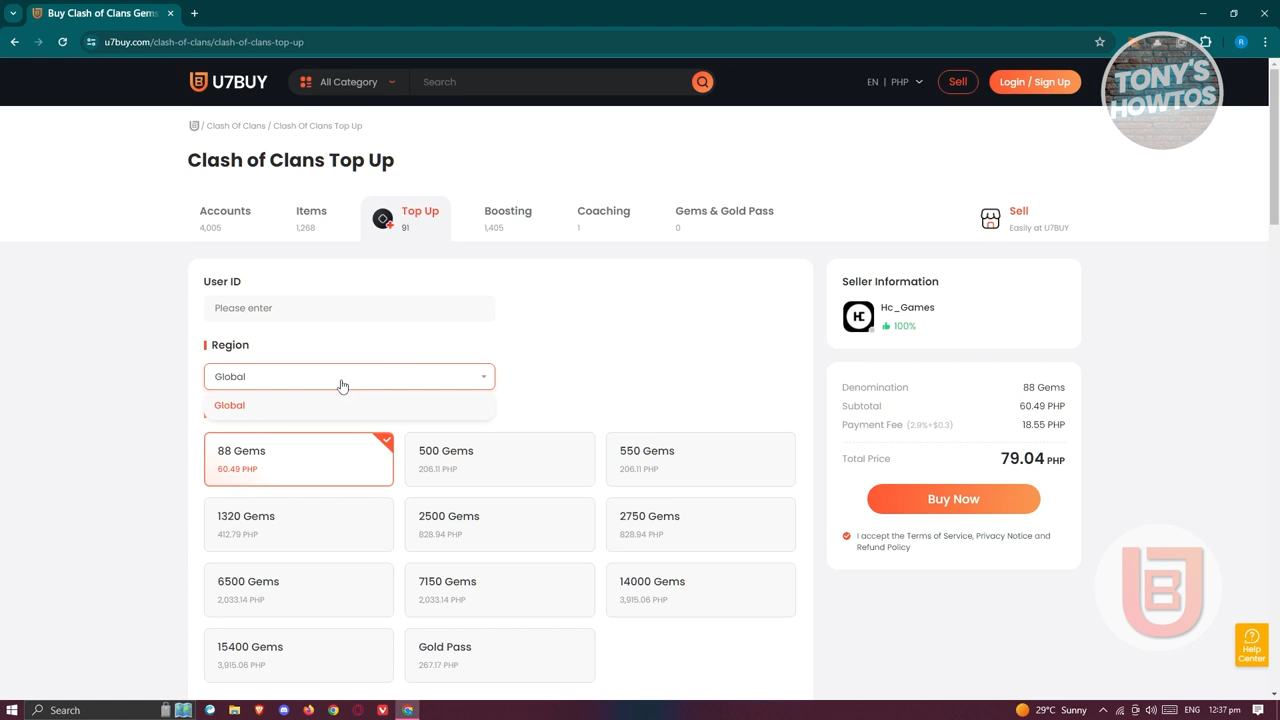 Buy Clash of Clans Gems
u7buy.com/clash-of-clans/clash-of-clans-top-up
R
U7BUY
All Category
Search
EN | PHP
Sell
Login / Sign Up
TONY'S
HOWTOS
/ Clash Of Clans / Clash Of Clans Top Up
Clash of Clans Top Up
Accounts
4,005
Items
1,268
Top Up
91
Boosting
1,405
Coaching
1
Gems & Gold Pass
0
Sell
Easily at U7BUY
User ID
Please enter
Region
Global
Global
88 Gems
60.49 PHP
500 Gems
206.11 PHP
550 Gems
206.11 PHP
1320 Gems
412.79 PHP
2500 Gems
828.94 PHP
2750 Gems
828.94 PHP
6500 Gems
2,033.14 PHP
7150 Gems
2,033.14 PHP
14000 Gems
3,915.06 PHP
15400 Gems
3,915.06 PHP
Gold Pass
267.17 PHP
Seller Information
HC
Hc_Games
100%
Denomination 88 Gems
Subtotal 60.49 PHP
Payment Fee (2.9%+$0.3) 18.55 PHP
Total Price 79.04 PHP
Buy Now
I accept the Terms of Service, Privacy Notice and
Refund Policy
Help
Center
Search
29°C Sunny
12:37 pm